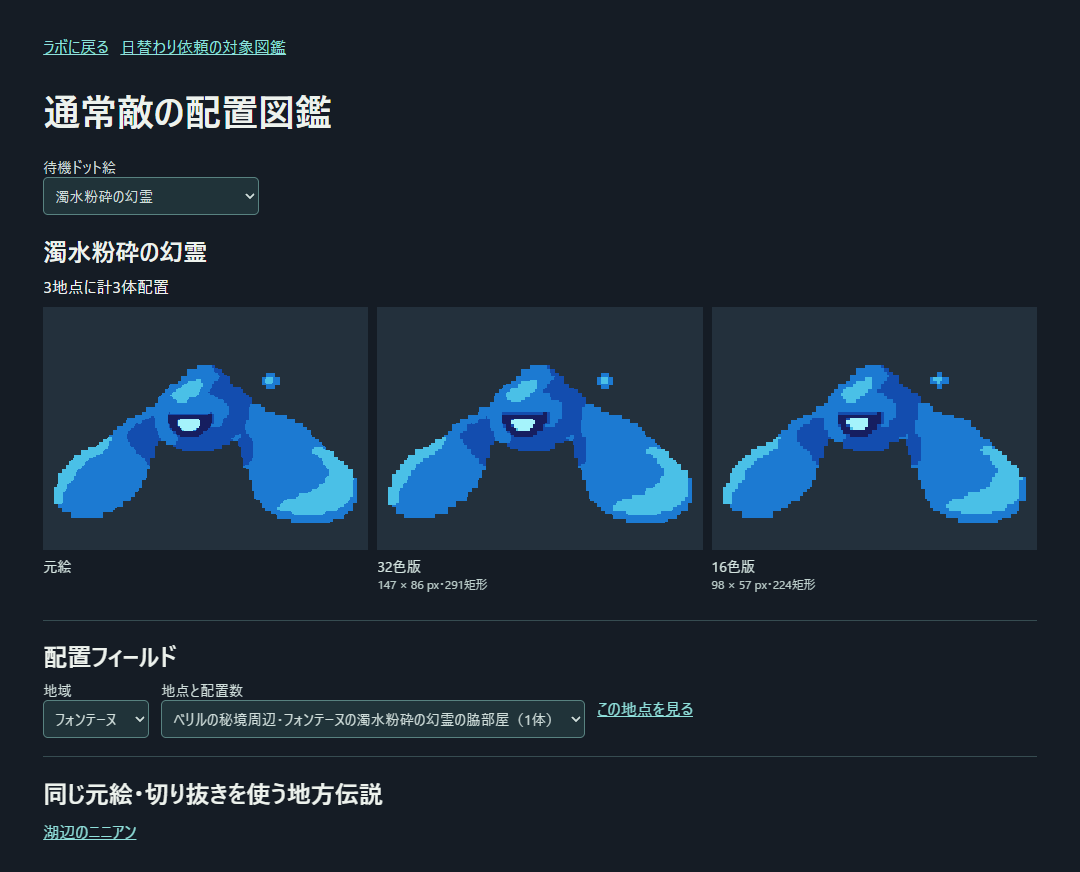 ラボに戻る 日替わり依頼の対象図鑑
通常敵の配置図鑑
待機ドット絵
濁水粉砕の幻霊
濁水粉砕の幻霊
3地点に計3体配置
元絵 32色版 16色版
147 × 86 px・291矩形 98 × 57 px・224矩形
配置フィールド
地域 地点と配置数
フォンテーヌ ベリルの秘境周辺・フォンテーヌの濁水粉砕の幻霊の脇部屋（1体） この地点を見る
同じ元絵・切り抜きを使う地方伝説
湖辺のニニアン